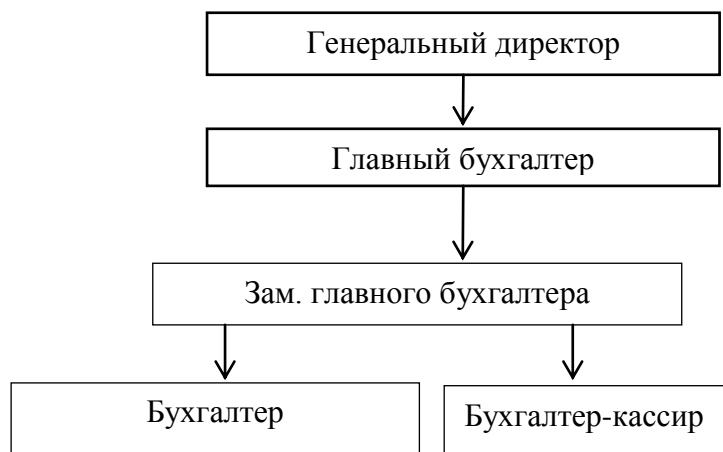 Генеральный директор
Главный бухгалтер
Зам. главного бухгалтера
Бухгалтер
Бухгалтер-кассир